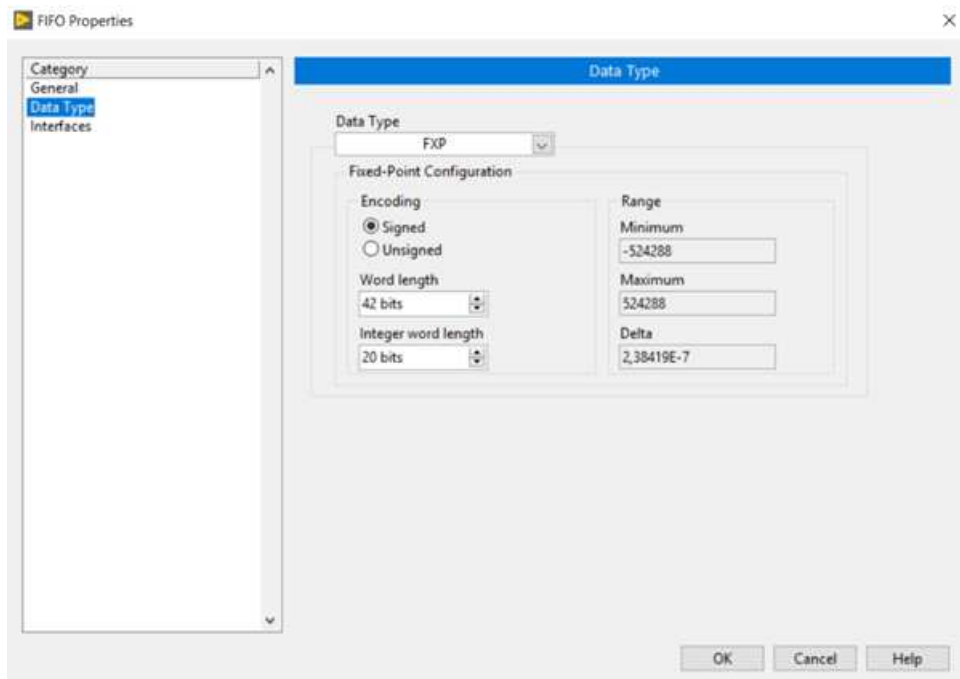 FIFO Properties
Category
General
Data Type
Interfaces
Data Type
Data Type
FXP
Fixed-Point Configuration
Encoding
Signed
Unsigned
Word length
42 bits
Integer word length
20 bits
Range
Minimum
-524288
Maximum
524288
Delta
2,38419E-7
OK
Cancel
Help